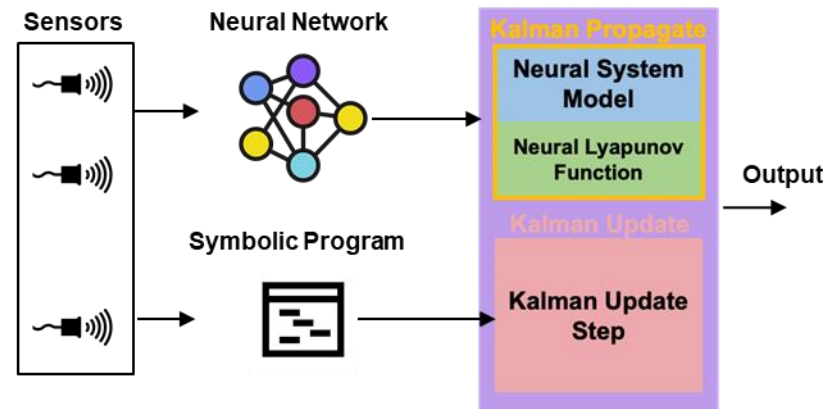 Sensors
Neural Network
Kalman Propagate
Neural System
Model
Neural Lyapunov
Function
Output
Symbolic Program
Kalman Update
Kalman Update
Step